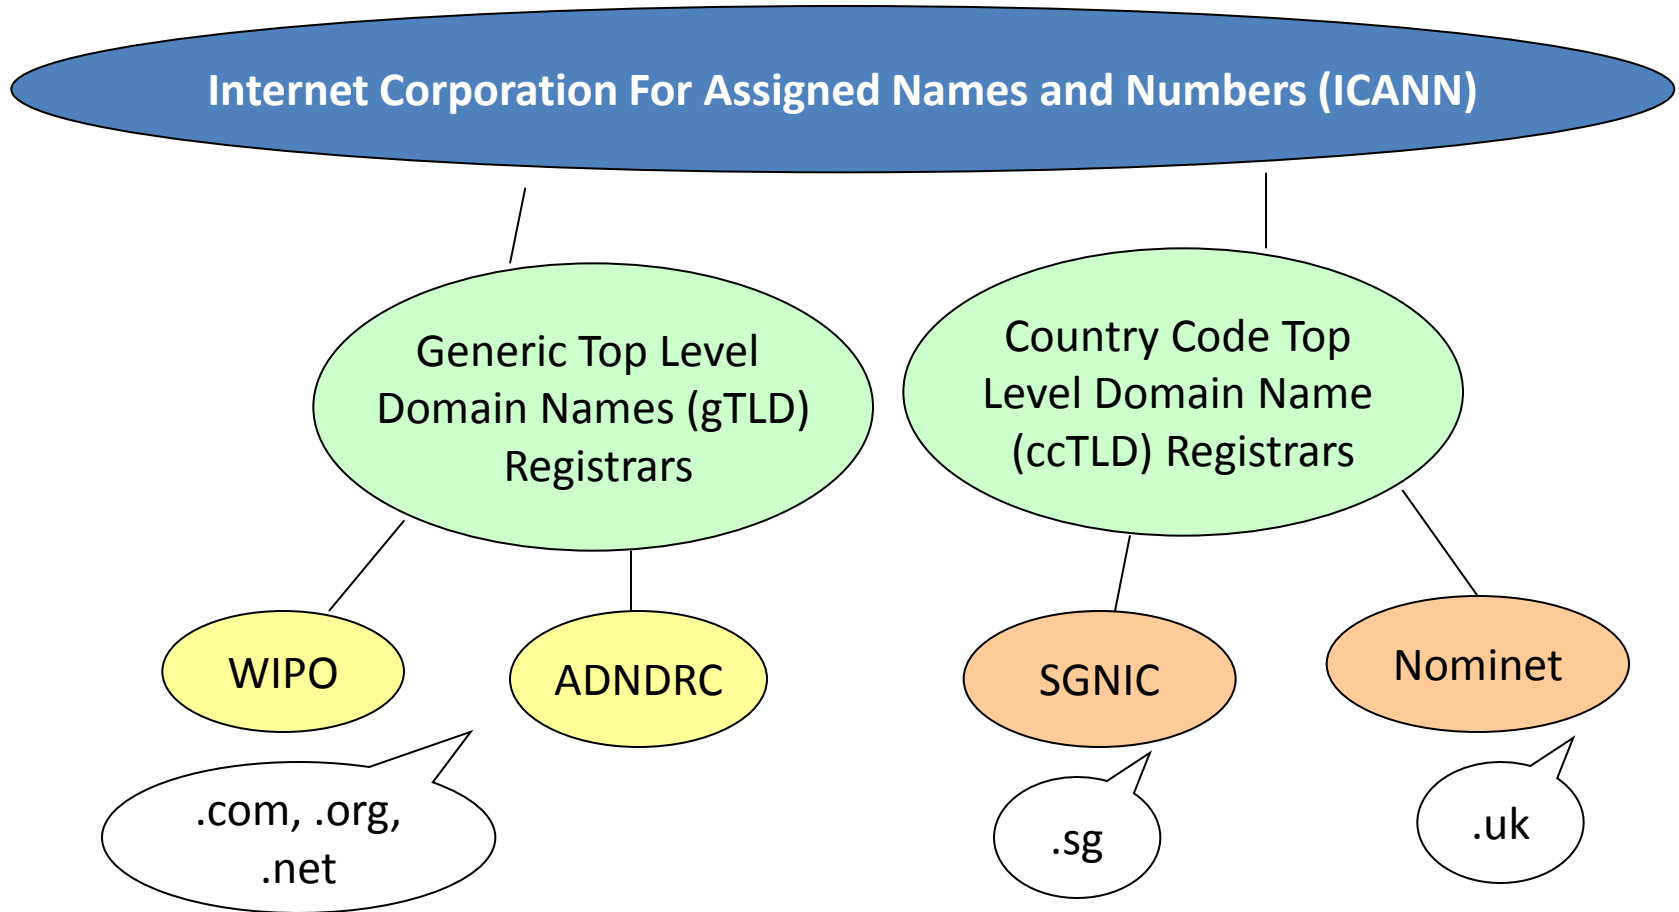 Internet Corporation For Assigned Names and Numbers (ICANN)
Generic Top Level
Domain Names (gTLD)
Registrars
Country Code Top
Level Domain Name
(ccTLD) Registrars
WIPO
ADNDRC
SGNIC
Nominet
.com, .org,
.net
.sg
.uk